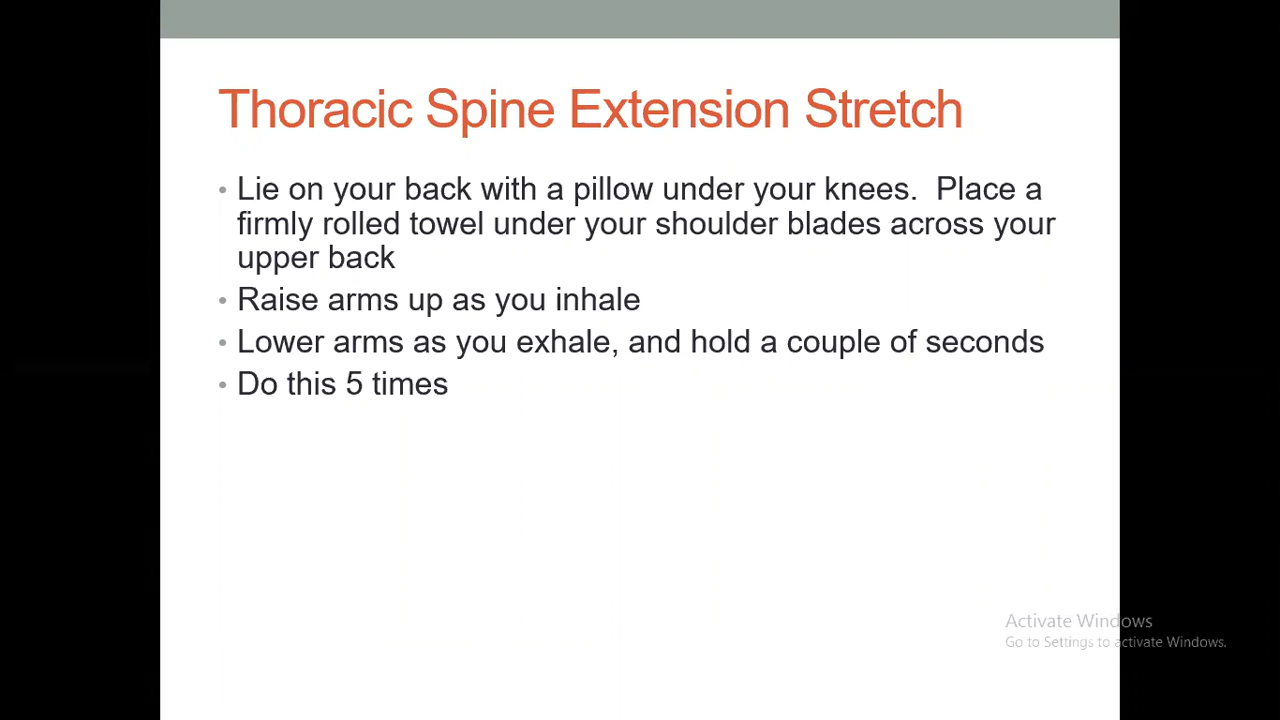 Thoracic Spine Extension Stretch
• Lie on your back with a pillow under your knees.  Place a
firmly rolled towel under your shoulder blades across your
upper back
• Raise arms up as you inhale
• Lower arms as you exhale, and hold a couple of seconds
• Do this 5 times
Activate Windows
Go to Settings to activate Windows.